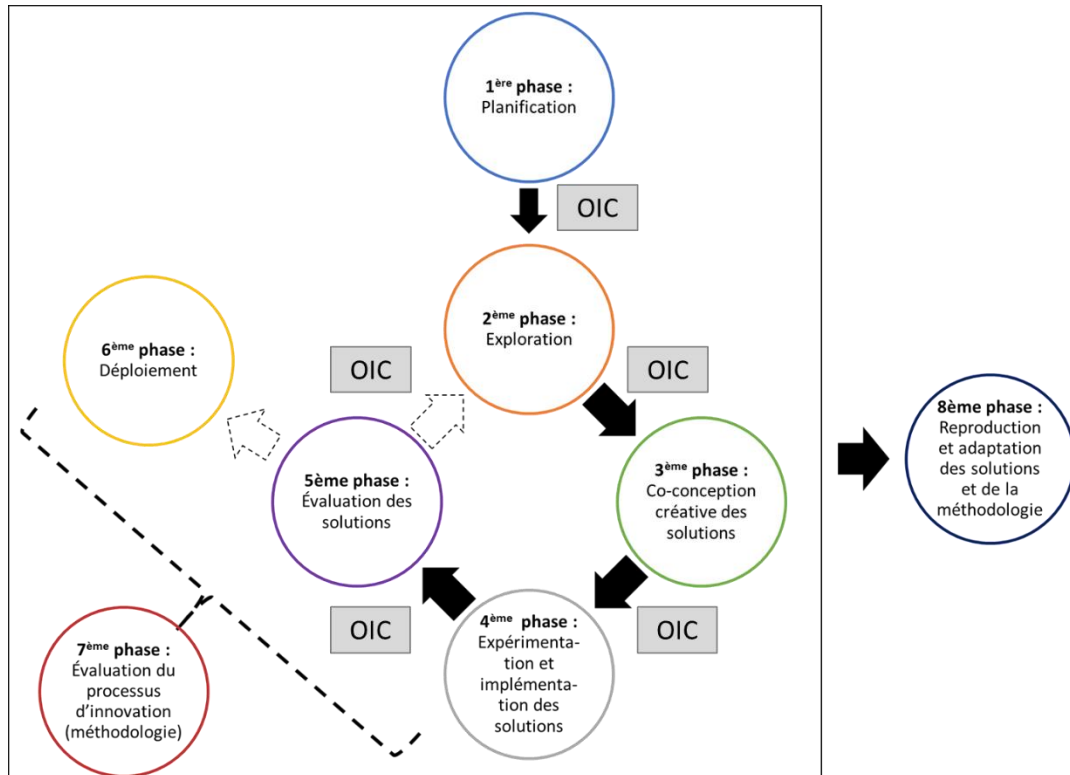 1ère phase :
Planification
OIC
2ème phase :
Exploration
OIC
OIC
6ème phase :
Déploiement
3ème phase :
Co-conception
créative des
solutions
8ème phase :
Reproduction
et adaptation
des solutions
et de la
méthodologie
5ème phase :
Évaluation des
solutions
OIC
OIC
4ème phase :
Expérimenta-
tion et
implémenta-
tion des
solutions
7ème phase :
Évaluation du
processus
d’innovation
(méthodologie)